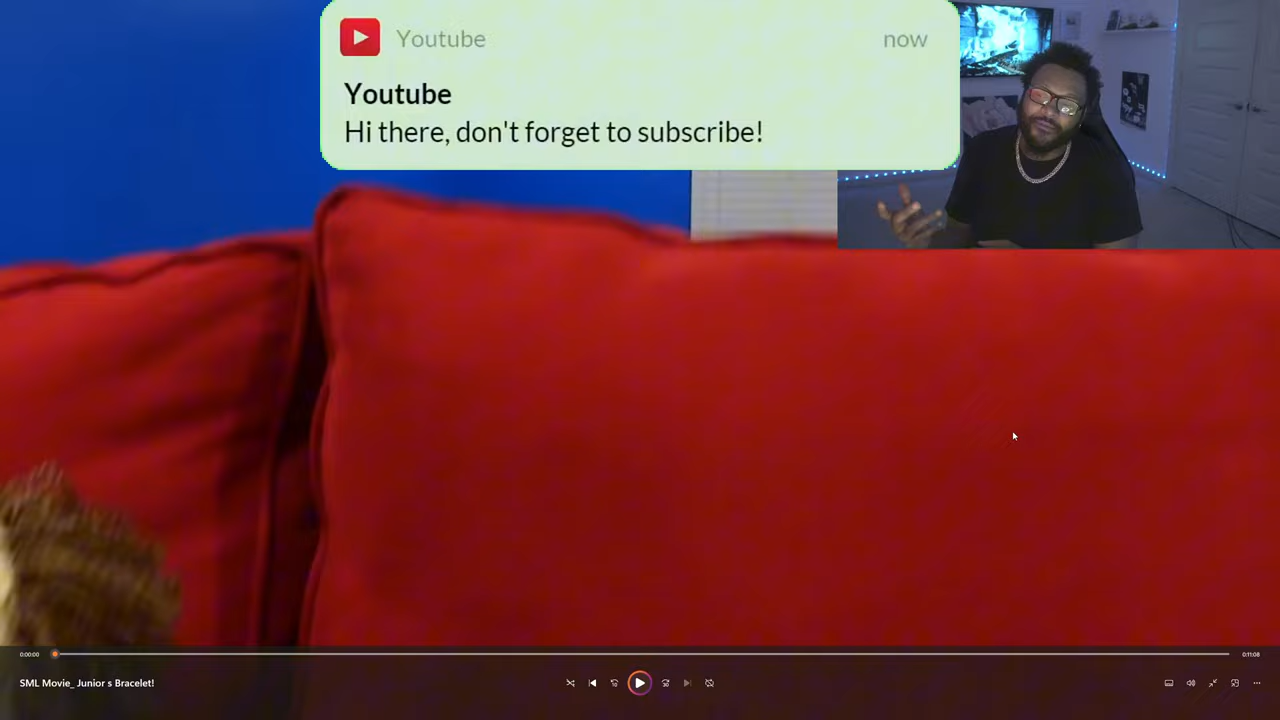 Youtube
now
Youtube
Hi there, don't forget to subscribe!
0:00:00
0:11:08
SML Movie_ Junior s Bracelet!